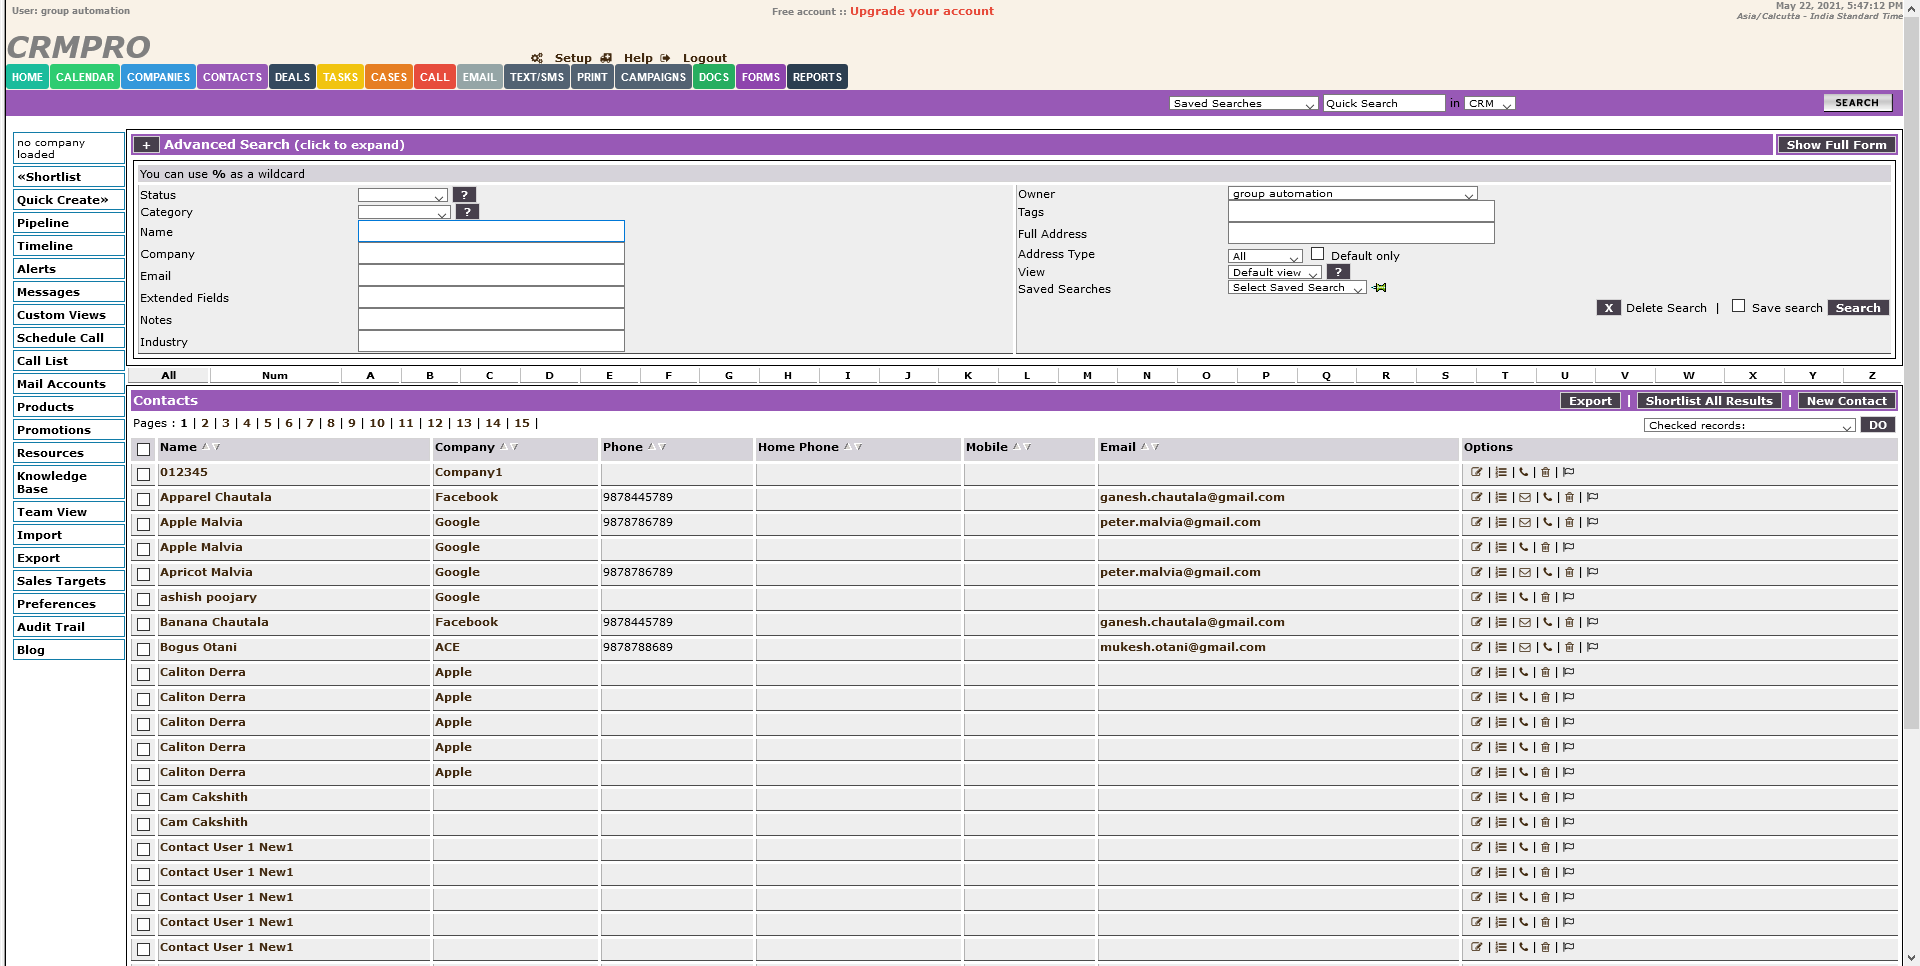 User: group automation
Free account :: Upgrade your account
May 22, 2021, 5:47:12 PM
Asia/Calcutta - India Standard Time
CRMPRO
Setup Help Logout
HOME CALENDAR COMPANIES CONTACTS DEALS TASKS CASES CALL EMAIL TEXT/SMS PRINT CAMPAIGNS DOCS FORMS REPORTS
Saved Searches Quick Search in CRM SEARCH
no company
loaded
«Shortlist
Quick Create»
Pipeline
Timeline
Alerts
Messages
Custom Views
Schedule Call
Call List
Mail Accounts
Products
Promotions
Resources
Knowledge
Base
Team View
Import
Export
Sales Targets
Preferences
Audit Trail
Blog
+ Advanced Search (click to expand) Show Full Form
You can use % as a wildcard
Status ?
Category ?
Name
Company
Email
Extended Fields
Notes
Industry
Owner group automation
Tags
Full Address
Address Type All Default only
View Default view ?
Saved Searches Select Saved Search
X Delete Search | Save search Search
All Num A B C D E F G H I J K L M N O P Q R S T U V W X Y Z
Contacts Export | Shortlist All Results | New Contact
Pages : 1 | 2 | 3 | 4 | 5 | 6 | 7 | 8 | 9 | 10 | 11 | 12 | 13 | 14 | 15 |
Checked records: DO
Name Company Phone Home Phone Mobile Email Options
012345 Company1 | | | |
Apparel Chautala Facebook 9878445789 ganesh.chautala@gmail.com | | | | |
Apple Malvia Google 9878786789 peter.malvia@gmail.com | | | | |
Apple Malvia Google | | | |
Apricot Malvia Google 9878786789 peter.malvia@gmail.com | | | | |
ashish poojary Google | | | |
Banana Chautala Facebook 9878445789 ganesh.chautala@gmail.com | | | | |
Bogus Otani ACE 9878788689 mukesh.otani@gmail.com | | | | |
Caliton Derra Apple | | | |
Caliton Derra Apple | | | |
Caliton Derra Apple | | | |
Caliton Derra Apple | | | |
Caliton Derra Apple | | | |
Cam Cakshith | | | |
Cam Cakshith | | | |
Contact User 1 New1 | | | |
Contact User 1 New1 | | | |
Contact User 1 New1 | | | |
Contact User 1 New1 | | | |
Contact User 1 New1 | | | |